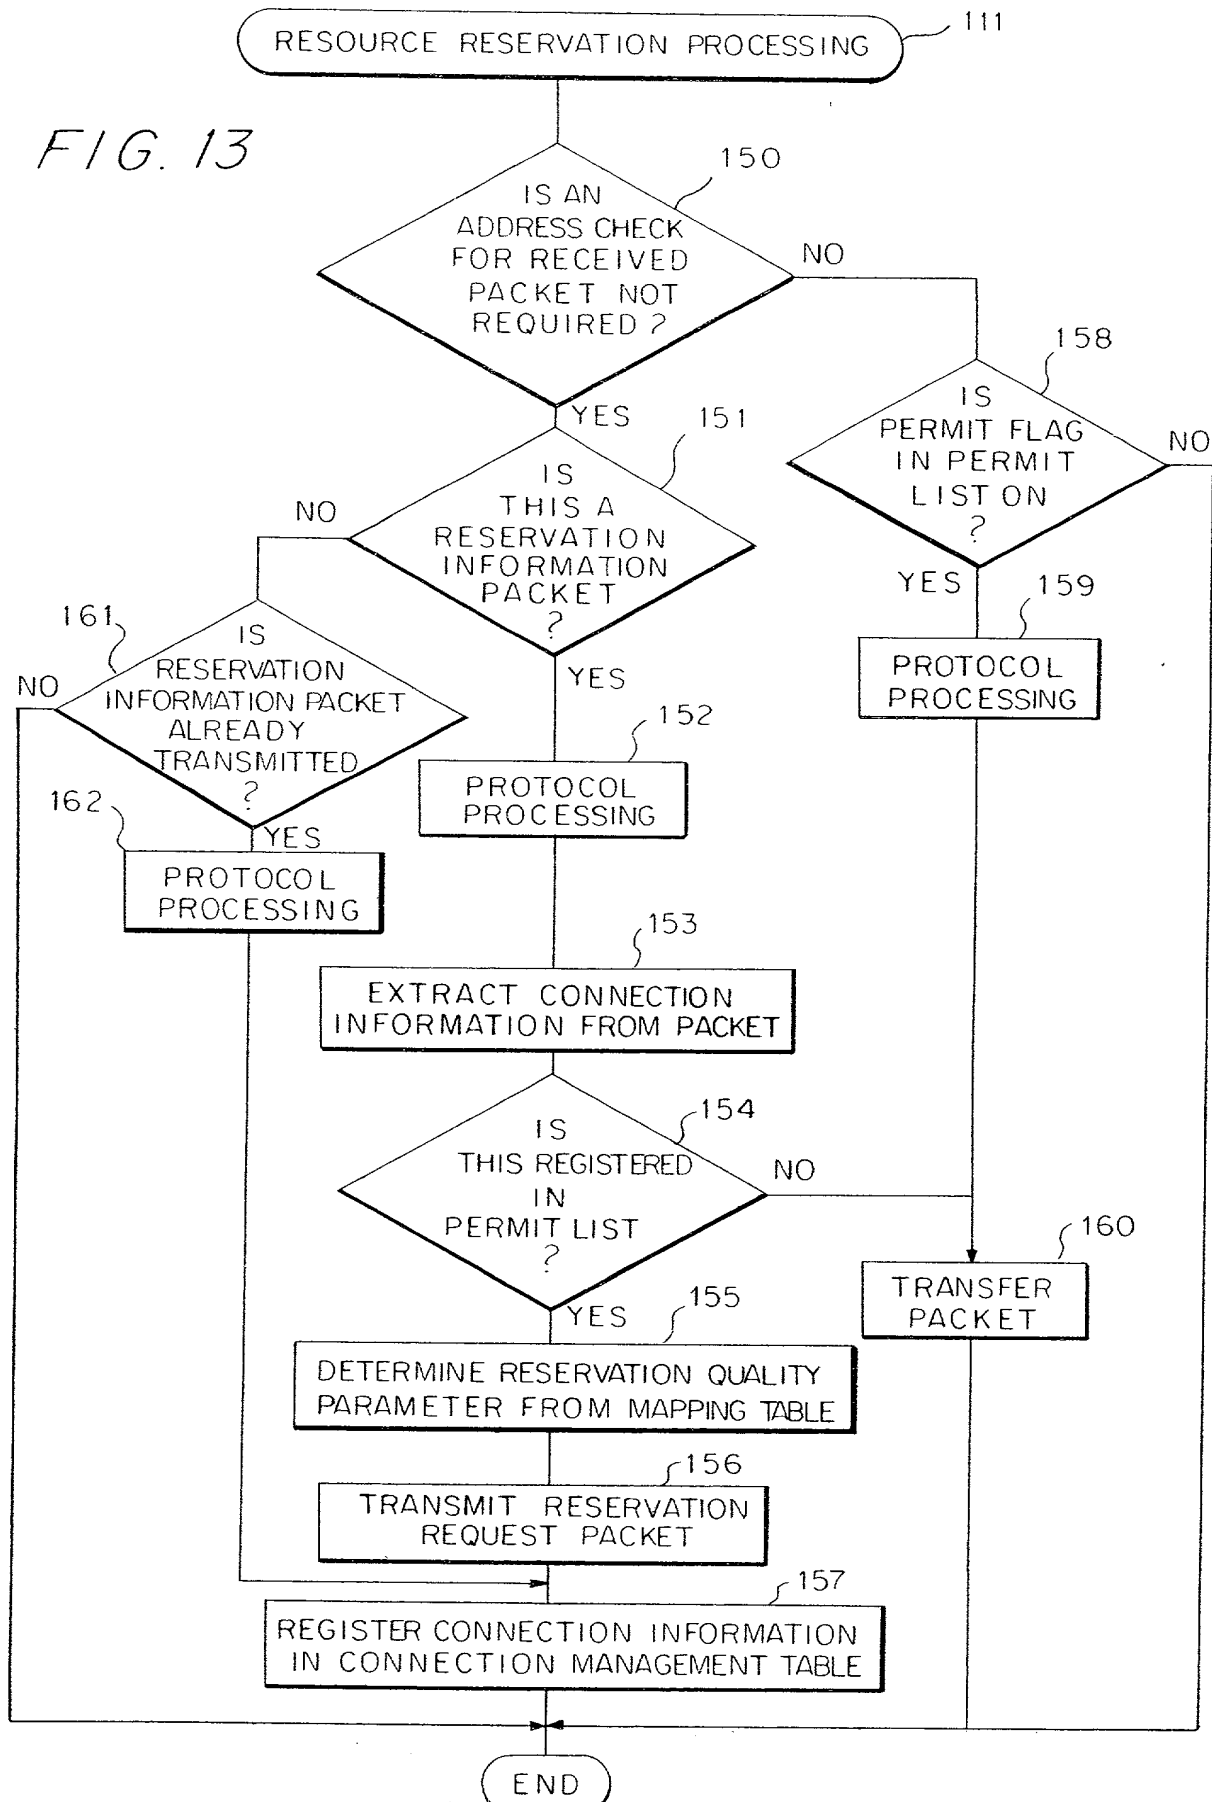 RESOURCE RESERVATION PROCESSING
111
FIG. 13
150
IS AN
ADDRESS CHECK
FOR RECEIVED
PACKET NOT
REQUIRED ?
NO
YES
158
IS
PERMIT FLAG
IN PERMIT
LIST ON
?
NO
YES
151
IS
THIS A
RESERVATION
INFORMATION
PACKET
?
NO
YES
159
PROTOCOL
PROCESSING
161
IS
RESERVATION
INFORMATION PACKET
ALREADY
TRANSMITTED
?
NO
YES
152
PROTOCOL
PROCESSING
162
PROTOCOL
PROCESSING
153
EXTRACT CONNECTION
INFORMATION FROM PACKET
154
IS
THIS REGISTERED
IN
PERMIT LIST
?
NO
YES
160
TRANSFER
PACKET
155
DETERMINE RESERVATION QUALITY
PARAMETER FROM MAPPING TABLE
156
TRANSMIT RESERVATION
REQUEST PACKET
157
REGISTER CONNECTION INFORMATION
IN CONNECTION MANAGEMENT TABLE
END